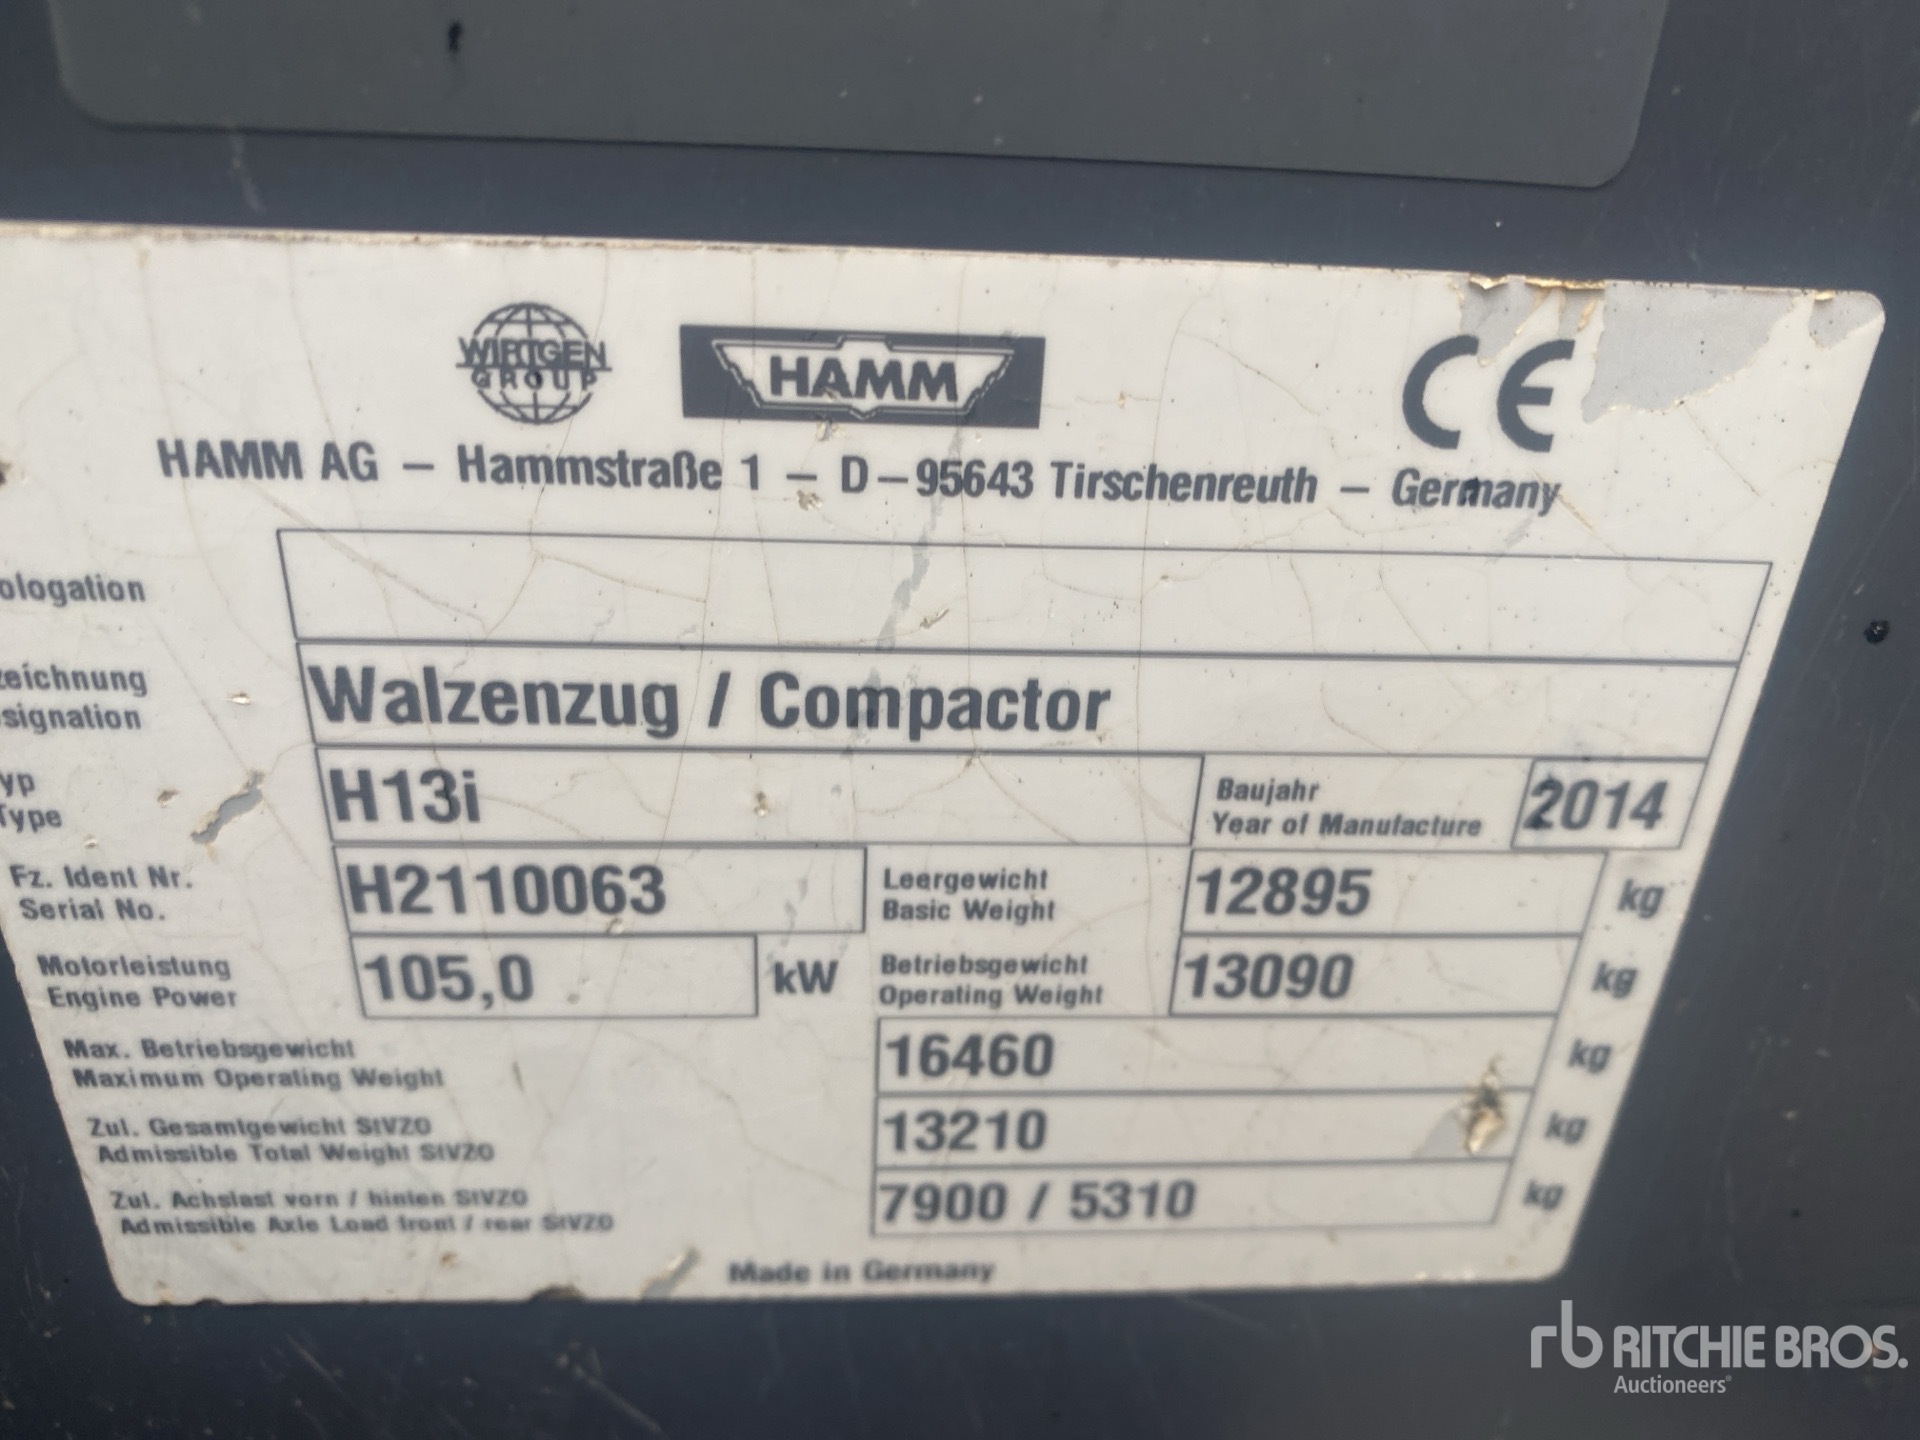 WIRTGEN
GROUP
HAMM
CE
HAMM AG – Hammstraße 1 – D–95643 Tirschenreuth – Germany
ologation
zeichnung
signation
Walzenzug / Compactor
yp
Type
H13i
Baujahr
Year of Manufacture
2014
Fz. Ident Nr.
Serial No.
H2110063
Leergewicht
Basic Weight
12895
kg
Motorleistung
Engine Power
105,0
kW
Betriebsgewicht
Operating Weight
13090
kg
Max. Betriebsgewicht
Maximum Operating Weight
16460
kg
Zul. Gesamtgewicht StVZO
Admissible Total Weight StVZO
13210
kg
Zul. Achslast vorn / hinten StVZO
Admissible Axle Load front / rear StVZO
7900 / 5310
kg
Made in Germany
rb RITCHIE BROS.
Auctioneers®